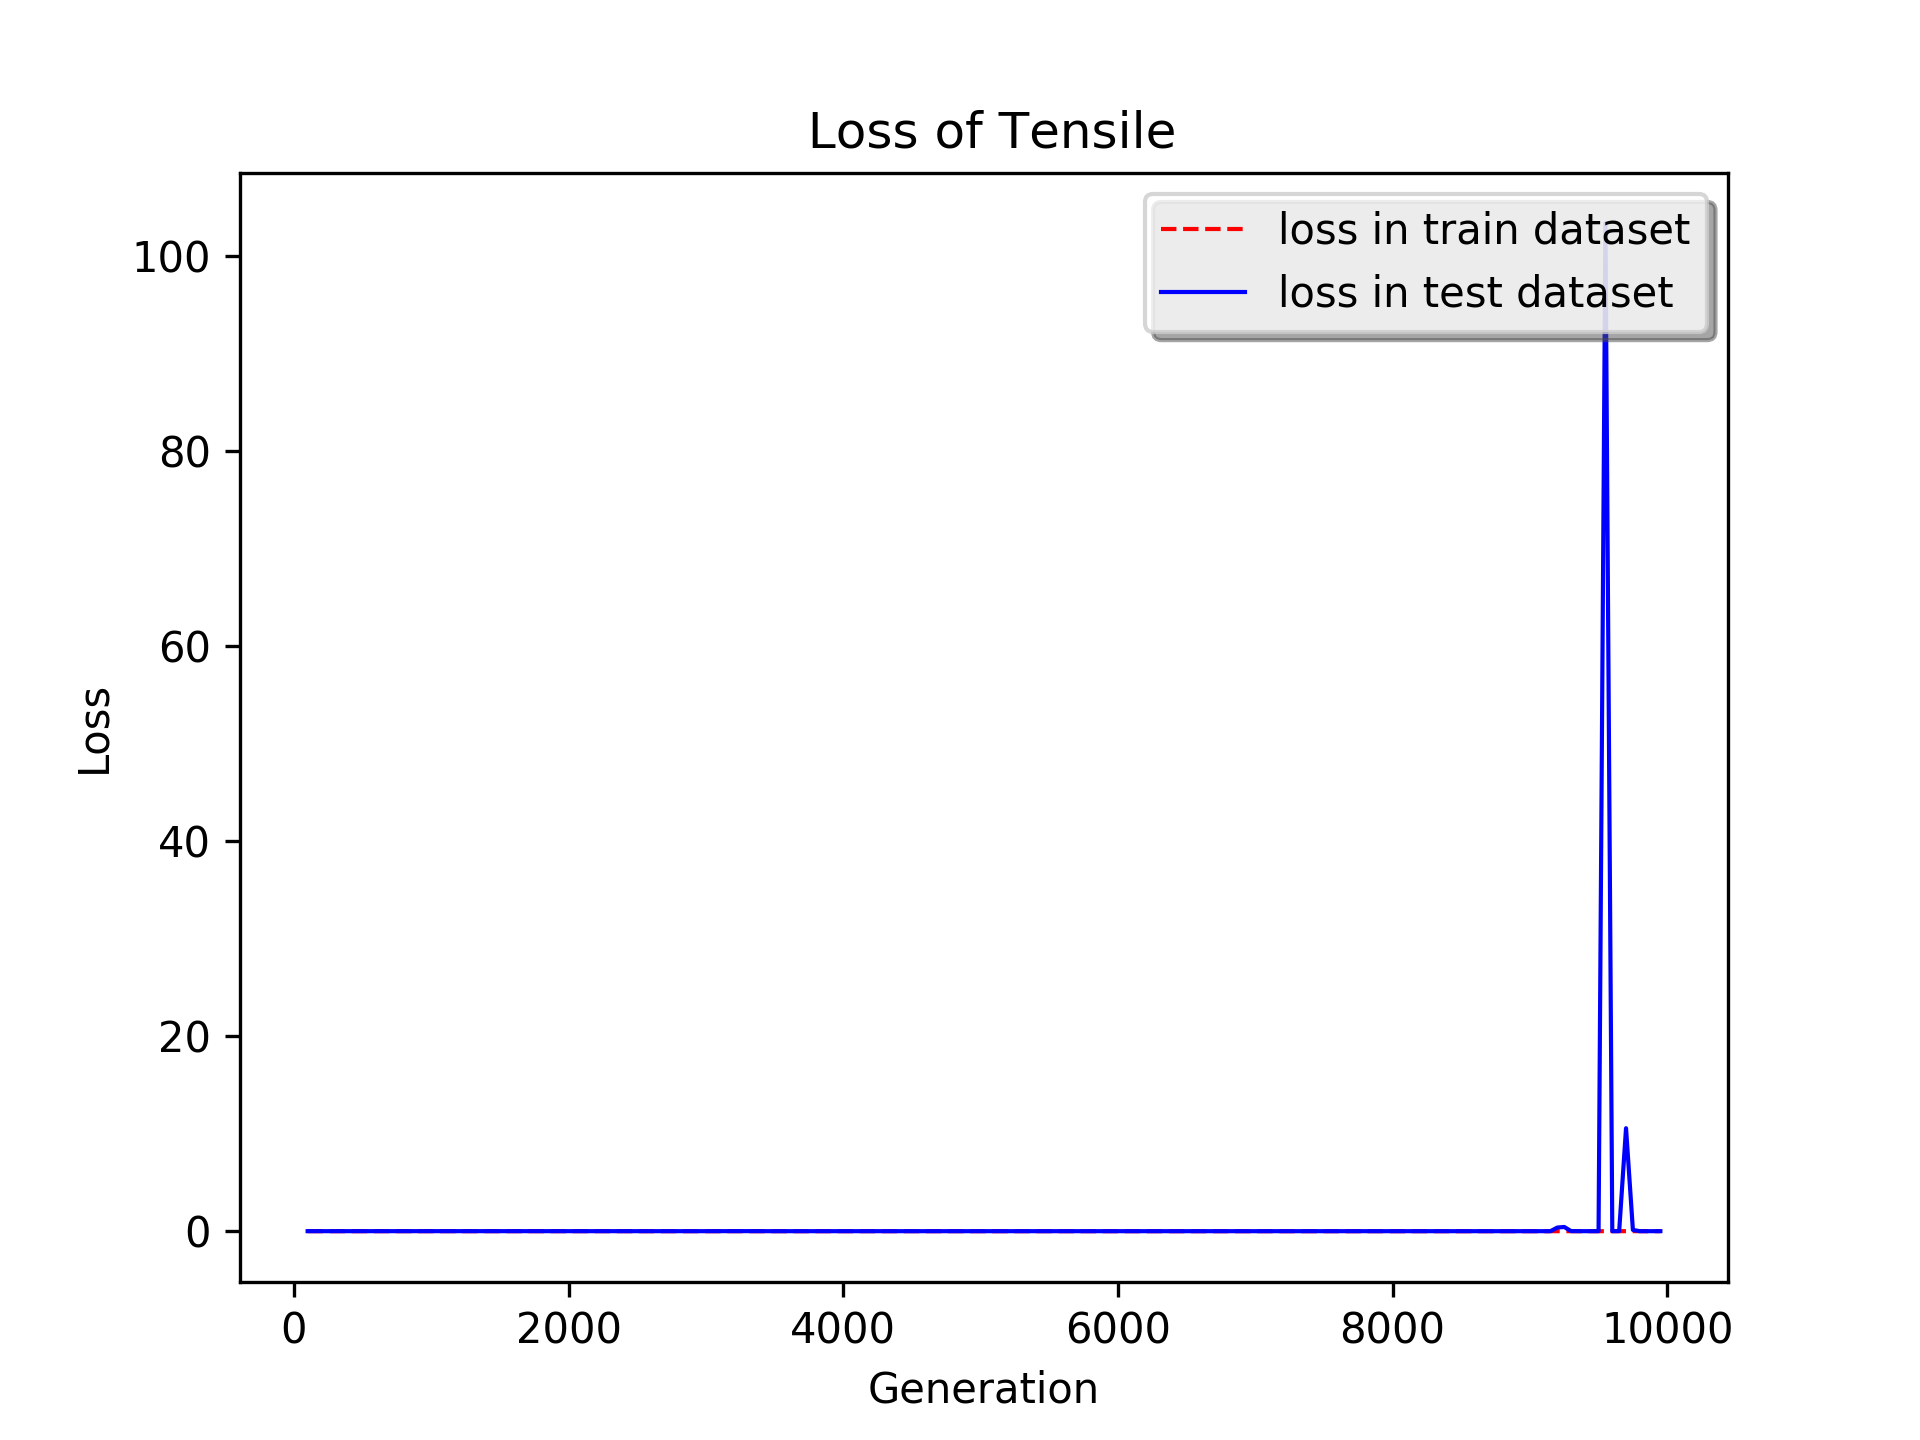 Loss of Tensile
loss in train dataset
loss in test dataset
100
80
60
40
20
0
Loss
0 2000 4000 6000 8000 10000
Generation